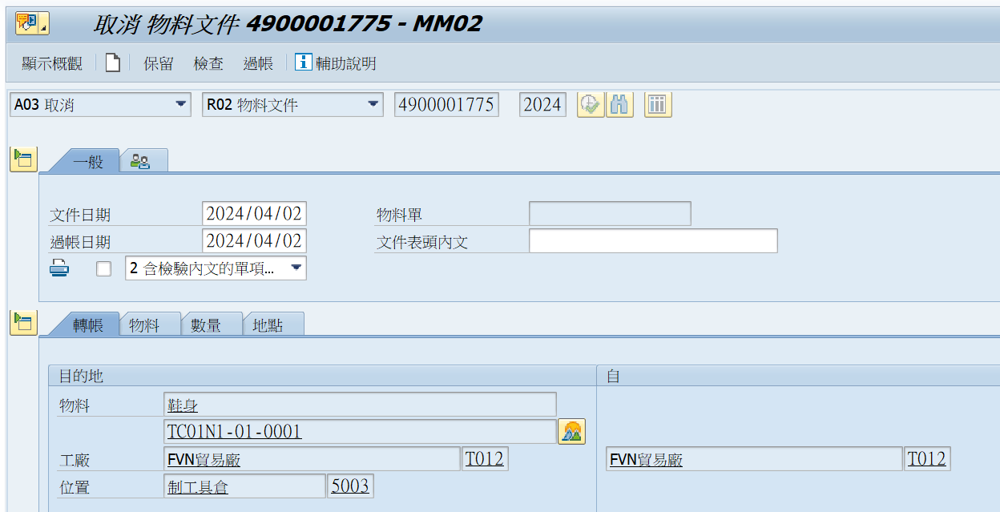 取消 物料文件 4900001775 - MM02
顯示概觀 保留 檢查 過帳 輔助說明
A03 取消 R02 物料文件 4900001775 2024
一般
文件日期 2024/04/02 物料單
過帳日期 2024/04/02 文件表頭內文
2 含檢驗內文的單項...
轉帳 物料 數量 地點
目的地 自
物料 鞋身
TC01N1-01-0001
工廠 FVN貿易廠 T012 FVN貿易廠 T012
位置 制工具倉 5003